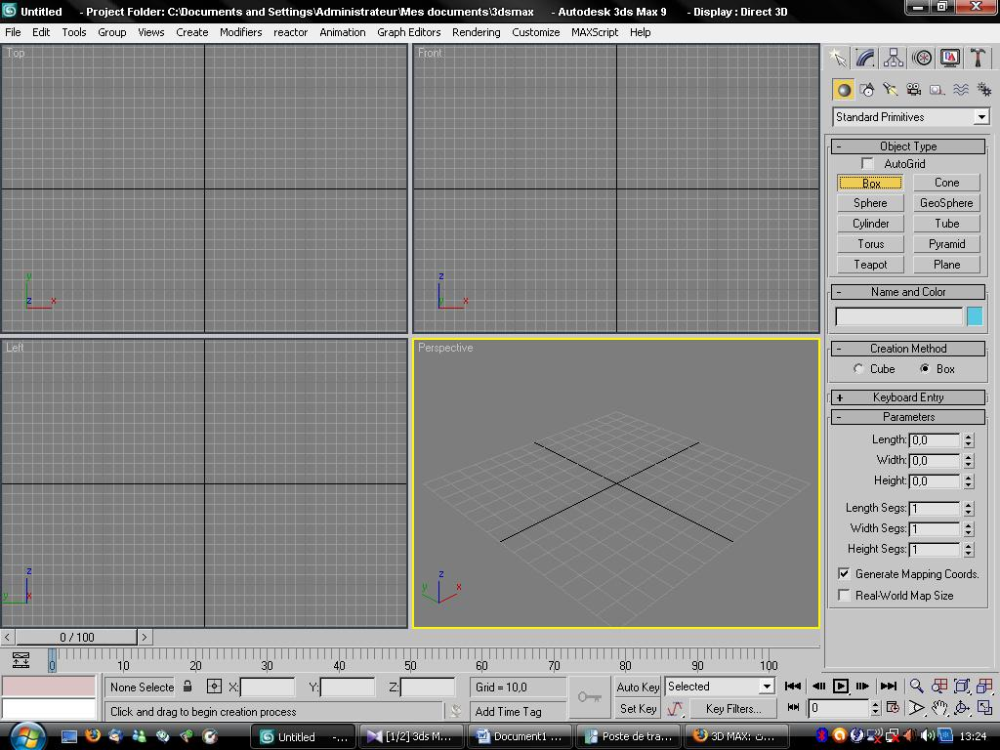 Untitled - Project Folder: C:\Documents and Settings\Administrateur\Mes documents\3dsmax - Autodesk 3ds Max 9 - Display : Direct 3D
File Edit Tools Group Views Create Modifiers reactor Animation Graph Editors Rendering Customize MAXScript Help
Top
Front
y
z
x
z
y
x
Left
Perspective
z
y
x
z
y
x
Standard Primitives
- Object Type
AutoGrid
Box Cone
Sphere GeoSphere
Cylinder Tube
Torus Pyramid
Teapot Plane
- Name and Color
- Creation Method
Cube Box
+ Keyboard Entry
- Parameters
Length: 0,0
Width: 0,0
Height: 0,0
Length Segs: 1
Width Segs: 1
Height Segs: 1
Generate Mapping Coords.
Real-World Map Size
< 0 / 100 >
0 10 20 30 40 50 60 70 80 90 100
None Selecte X: Y: Z: Grid = 10,0 Auto Key Selected
Click and drag to begin creation process Add Time Tag Set Key Key Filters... 0
Untitled -... [1/2] 3ds M... Document1 ... Poste de tra... 3D MAX: ... 13:24